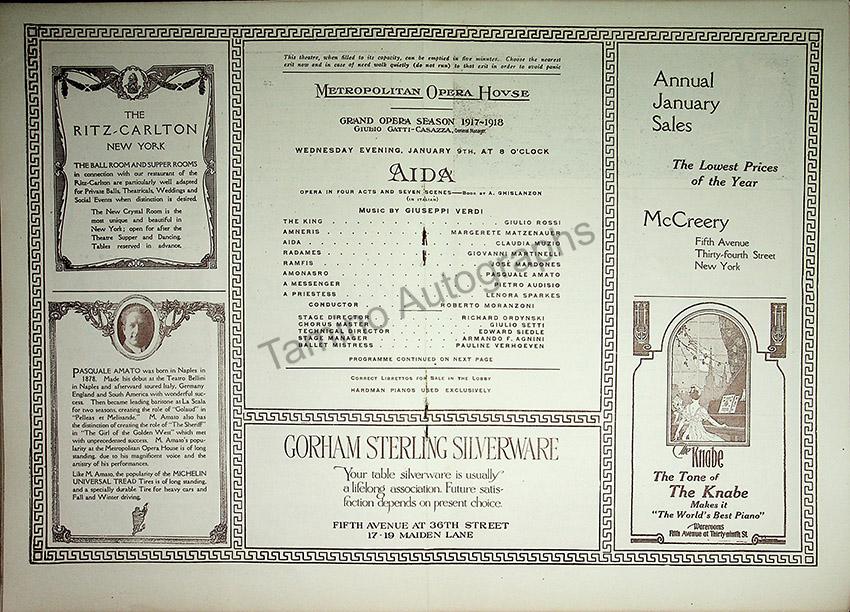 THE
RITZ-CARLTON
NEW YORK
THE BALL ROOM AND SUPPER ROOMS
in connection with our restaurant of the
Ritz-Carlton are particularly well adapted
for Private Balls, Theatricals, Weddings and
Social Events when distinction is desired.
The New Crystal Room is the
most unique and beautiful in
New York; open for after the
Theatre Supper and Dancing.
Tables reserved in advance.
PASQUALE AMATO was born in Naples in
1878. Made his debut at the Teatro Bellini
in Naples and afterward toured Italy, Germany
England and South America with wonderful suc-
cess. Then became leading baritone at La Scala
for two seasons, creating the role of "Golaud" in
"Pelleas et Melisande." M. Amato also has
the distinction of creating the role of "The Sheriff"
in "The Girl of the Golden West" which met
with unprecedented success. M. Amato's popu-
larity at the Metropolitan Opera House is of long
standing, due to his magnificent voice and the
artistry of his performances.
Like M. Amato, the popularity of the MICHELIN
UNIVERSAL TREAD Tires is of long standing,
and a specially durable Tire for heavy cars and
Fall and Winter driving.
This theatre, when filled to its capacity, can be emptied in five minutes. Choose the nearest
exit now and in case of need walk quietly (do not run) to that exit in order to avoid panic
METROPOLITAN OPERA HOVSE
GRAND OPERA SEASON 1917-1918
GIULIO GATTI-CASAZZA, General Manager.
WEDNESDAY EVENING, JANUARY 9TH, AT 8 O'CLOCK
AIDA
OPERA IN FOUR ACTS AND SEVEN SCENES—BOOK BY A. GHISLANZON
(IN ITALIAN)
MUSIC BY GIUSEPPI VERDI
THE KING . . . . . . . . GIULIO ROSSI
AMNERIS . . . . . . . . MARGERETE MATZENAUER
AIDA . . . . . . . . CLAUDIA MUZIO
RADAMES . . . . . . . . GIOVANNI MARTINELLI
RAMFIS . . . . . . . . JOSÉ MARDONES
AMONASRO . . . . . . . . PASQUALE AMATO
A MESSENGER . . . . . . . . PIETRO AUDISIO
A PRIESTESS . . . . . . . . LENORA SPARKES
CONDUCTOR . . . . ROBERTO MORANZONI
STAGE DIRECTOR . . . . . . RICHARD ORDYNSKI
CHORUS MASTER . . . . . . GIULIO SETTI
TECHNICAL DIRECTOR . . . . . . EDWARD SIEDLE
STAGE MANAGER . . . . . . ARMANDO F. AGNINI
BALLET MISTRESS . . . . . . PAULINE VERHOEVEN
PROGRAMME CONTINUED ON NEXT PAGE
CORRECT LIBRETTOS FOR SALE IN THE LOBBY
HARDMAN PIANOS USED EXCLUSIVELY
Tamino Autographs
GORHAM STERLING SILVERWARE
Your table silverware is usually
a lifelong association. Future satis-
faction depends on present choice.
FIFTH AVENUE AT 36TH STREET
17-19 MAIDEN LANE
Annual
January
Sales
The Lowest Prices
of the Year
McCreery
Fifth Avenue
Thirty-fourth Street
New York
The Knabe
The Tone of
The Knabe
Makes it
"The World's Best Piano"
Warerooms
Fifth Avenue at Thirty-ninth St.